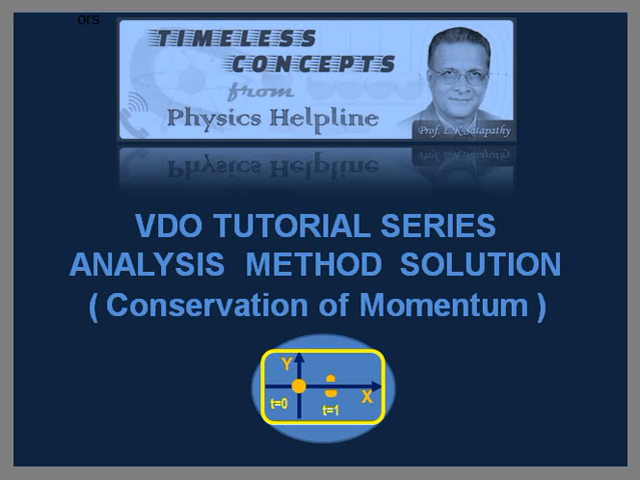 ors
TIMELESS
CONCEPTS
from
Physics Helpline
Prof. L K Satapathy
VDO TUTORIAL SERIES
ANALYSIS METHOD SOLUTION
( Conservation of Momentum )
Y
X
t=0
t=1